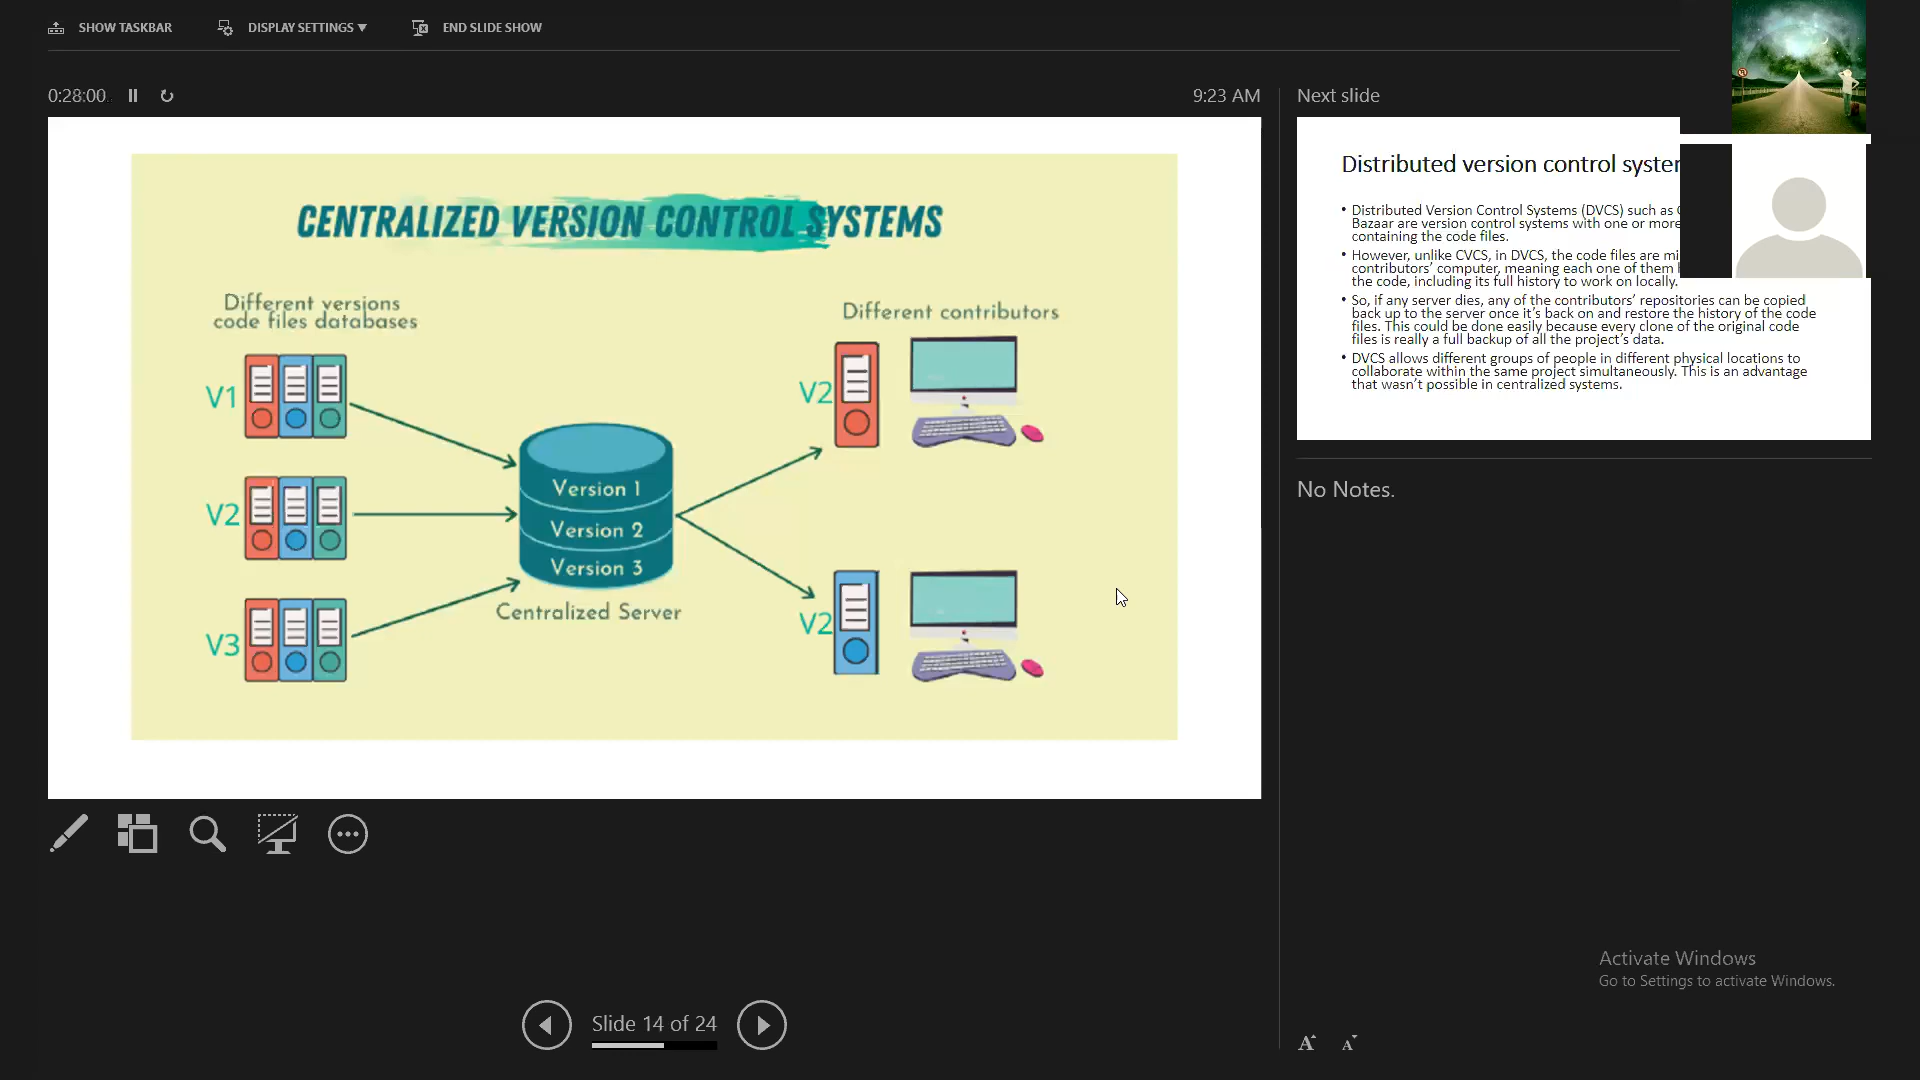 SHOW TASKBAR
DISPLAY SETTINGS ▼
END SLIDE SHOW
0:28:00
9:23 AM
CENTRALIZED VERSION CONTROL SYSTEMS
Different versions
code files databases
Different contributors
V1
V2
V3
Version 1
Version 2
Version 3
Centralized Server
V2
V2
Slide 14 of 24
Next slide
Distributed version control
• Distributed Version Control Systems (DVCS) such as
Bazaar are version control systems with one or more
containing the code files.
• However, unlike CVCS, in DVCS, the code files are
contributors’ computer, meaning each one of them
the code, including its full history to work on locally.
• So, if any server dies, any of the contributors’ repositories can be copied
back up to the server once it’s back on and restore the history of the code
files. This could be done easily because every clone of the original code
files is really a full backup of all the project’s data.
• DVCS allows different groups of people in different physical locations to
collaborate within the same project simultaneously. This is an advantage
that wasn’t possible in centralized systems.
No Notes.
Activate Windows
Go to Settings to activate Windows.
A A